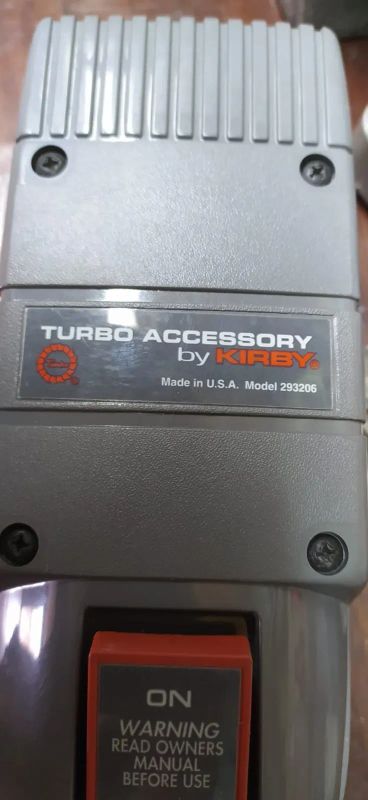 TURBO ACCESSORY
by KIRBY®
Made in U.S.A. Model 293206
ON
WARNING
READ OWNERS
MANUAL
BEFORE USE